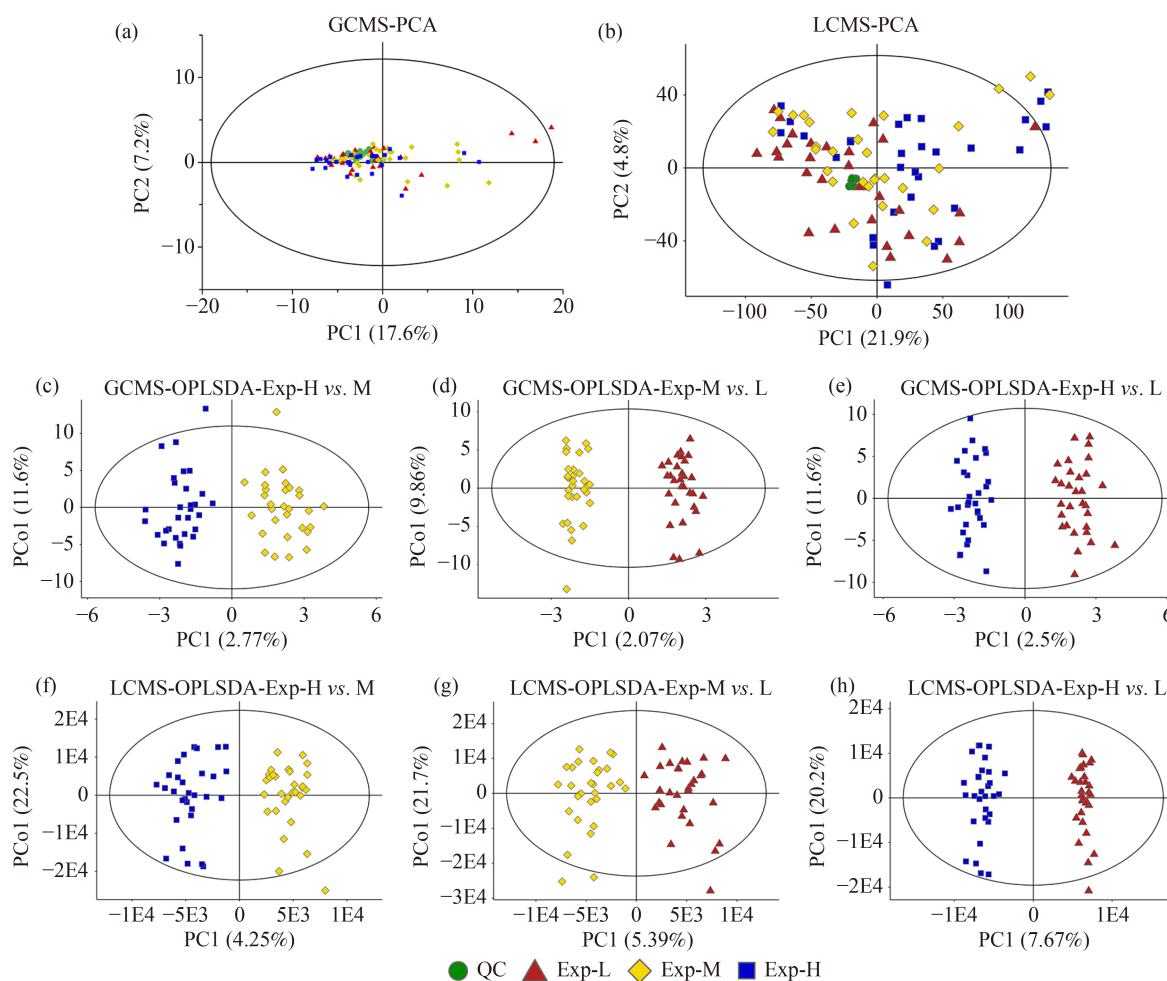 (a) GCMS-PCA
10
0
−10
PC2 (7.2%)
−20 −10 0 10 20
PC1 (17.6%)
(b) LCMS-PCA
40
0
−40
PC2 (4.8%)
−100 −50 0 50 100
PC1 (21.9%)
(c) GCMS-OPLSDA-Exp-H vs. M
10
5
0
−5
−10
PCo1 (11.6%)
−6 −3 0 3 6
PC1 (2.77%)
(d) GCMS-OPLSDA-Exp-M vs. L
10
5
0
−5
−10
PCo1 (9.86%)
−3 0 3
PC1 (2.07%)
(e) GCMS-OPLSDA-Exp-H vs. L
10
5
0
−5
−10
PCo1 (11.6%)
−6 −3 0 3 6
PC1 (2.5%)
(f) LCMS-OPLSDA-Exp-H vs. M
2E4
1E4
0
−1E4
−2E4
PCo1 (22.5%)
−1E4 −5E3 0 5E3 1E4
PC1 (4.25%)
(g) LCMS-OPLSDA-Exp-M vs. L
2E4
1E4
0
−1E4
−2E4
−3E4
PCo1 (21.7%)
−1E4 −5E3 0 5E3 1E4
PC1 (5.39%)
(h) LCMS-OPLSDA-Exp-H vs. L
2E4
1E4
0
−1E4
−2E4
PCo1 (20.2%)
−1E4 0 1E4
PC1 (7.67%)
QC Exp-L Exp-M Exp-H